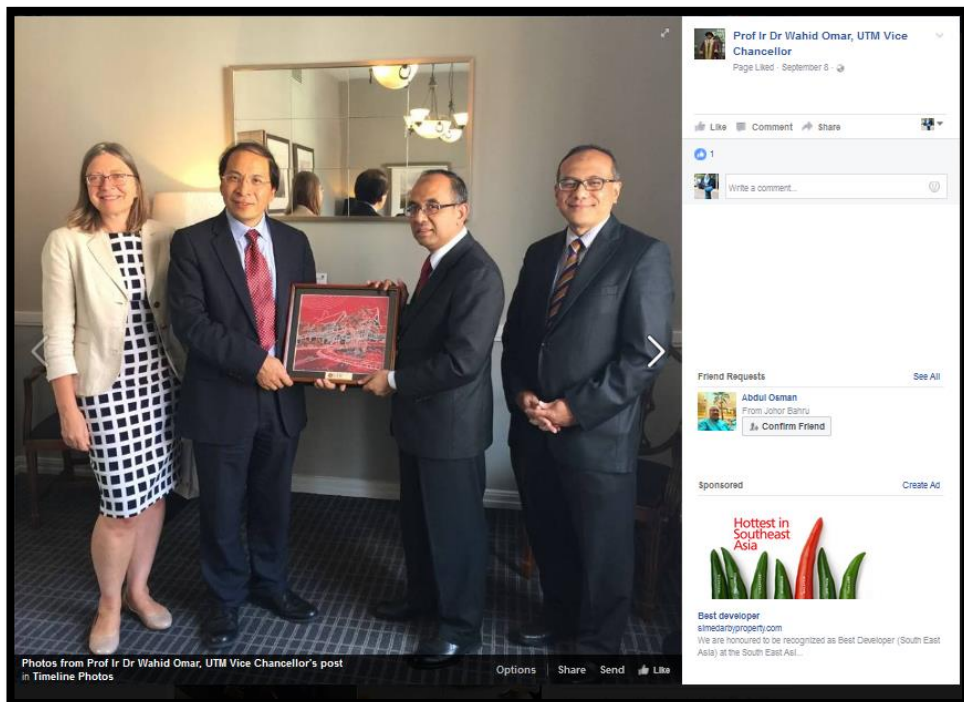 Prof Ir Dr Wahid Omar, UTM Vice
Chancellor
Page Liked · September 8 ·
Like Comment Share
1
Write a comment...
Friend Requests See All
Abdul Osman
From Johor Bahru
Confirm Friend
Sponsored Create Ad
Hottest in
Southeast
Asia
Best developer
simedarbyproperty.com
We are honoured to be recognized as Best Developer (South East
Asia) at the South East Asi...
Photos from Prof Ir Dr Wahid Omar, UTM Vice Chancellor's post
in Timeline Photos
Options Share Send Like